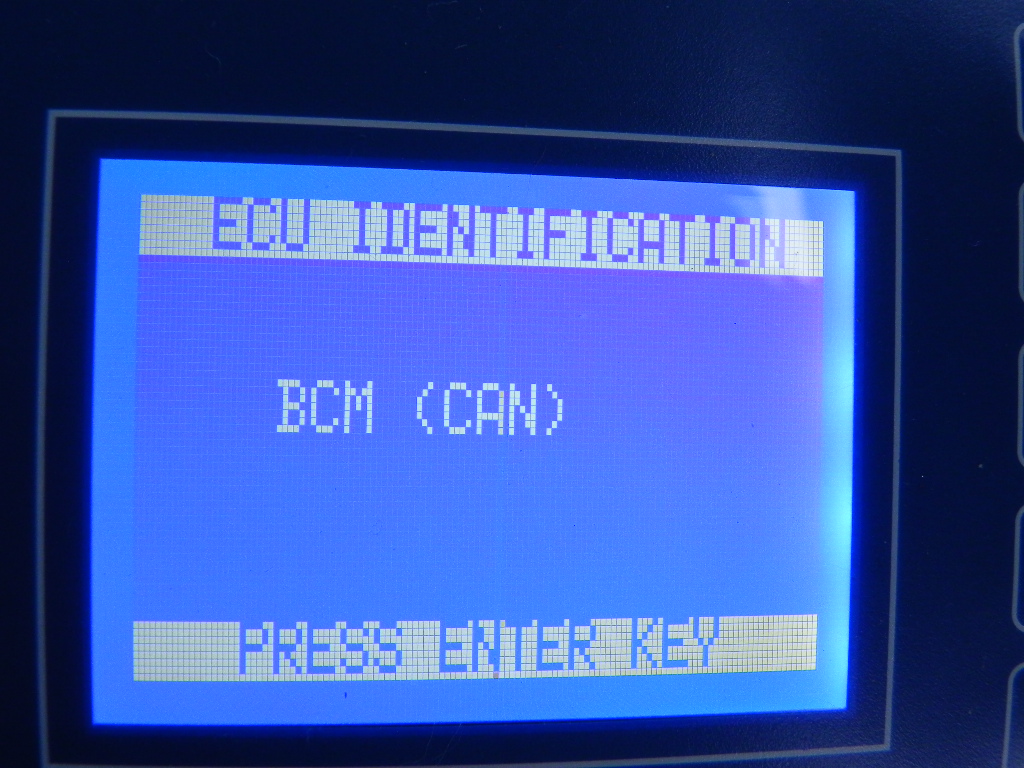 ECU IDENTIFICATION
BCM (CAN)
PRESS ENTER KEY